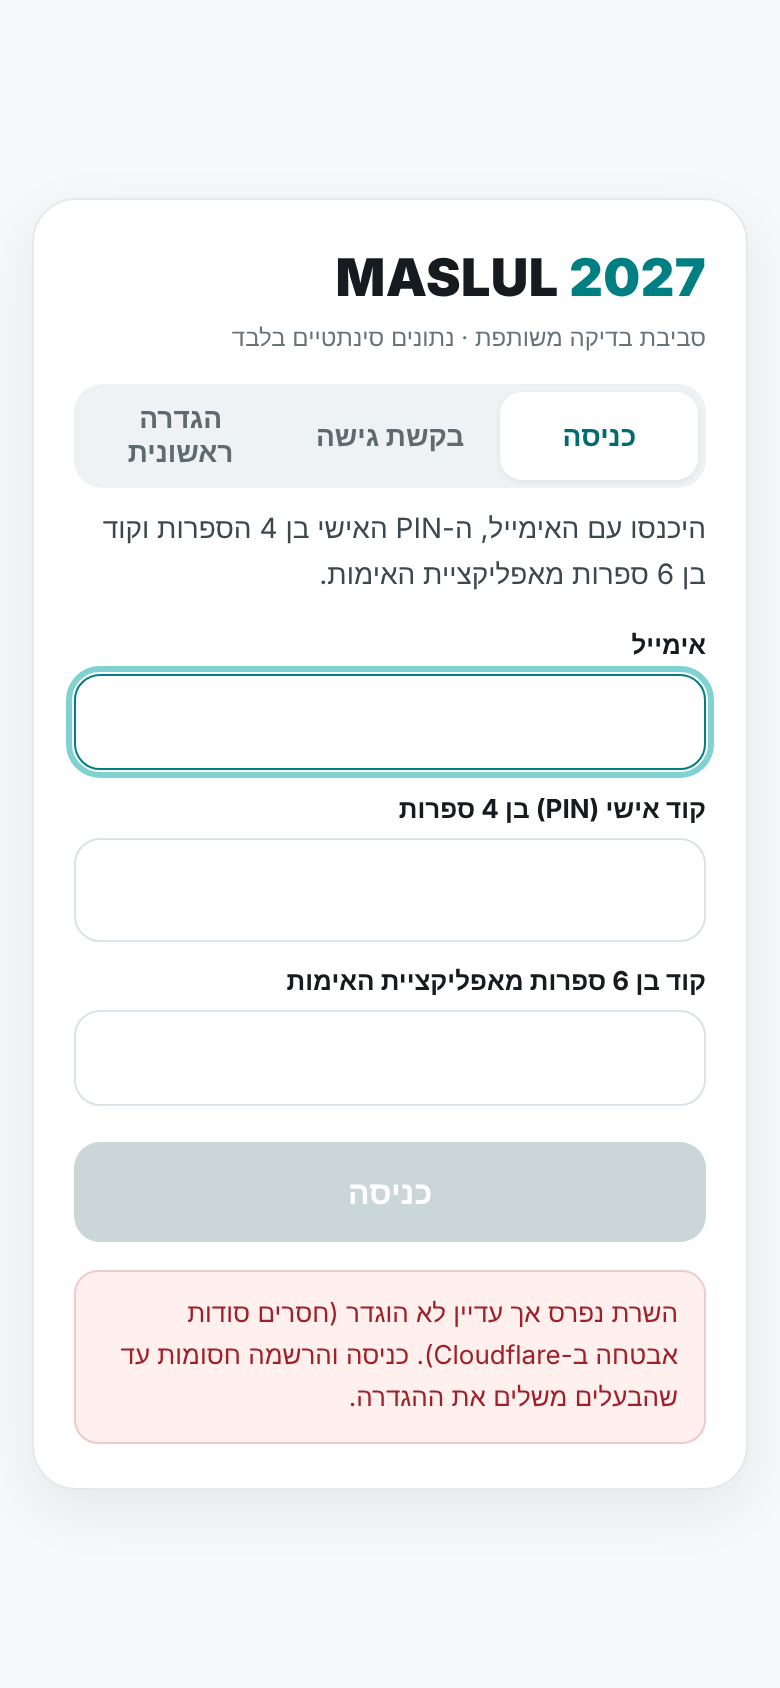 MASLUL 2027
סביבת בדיקה משותפת · נתונים סינתטיים בלבד
כניסה
בקשת גישה
הגדרה
ראשונית
היכנסו עם האימייל, ה-PIN האישי בן 4 הספרות וקוד
בן 6 ספרות מאפליקציית האימות.
אימייל
קוד אישי (PIN) בן 4 ספרות
קוד בן 6 ספרות מאפליקציית האימות
כניסה
השרת נפרס אך עדיין לא הוגדר (חסרים סודות
אבטחה ב-Cloudflare). כניסה והרשמה חסומות עד
שהבעלים משלים את ההגדרה.